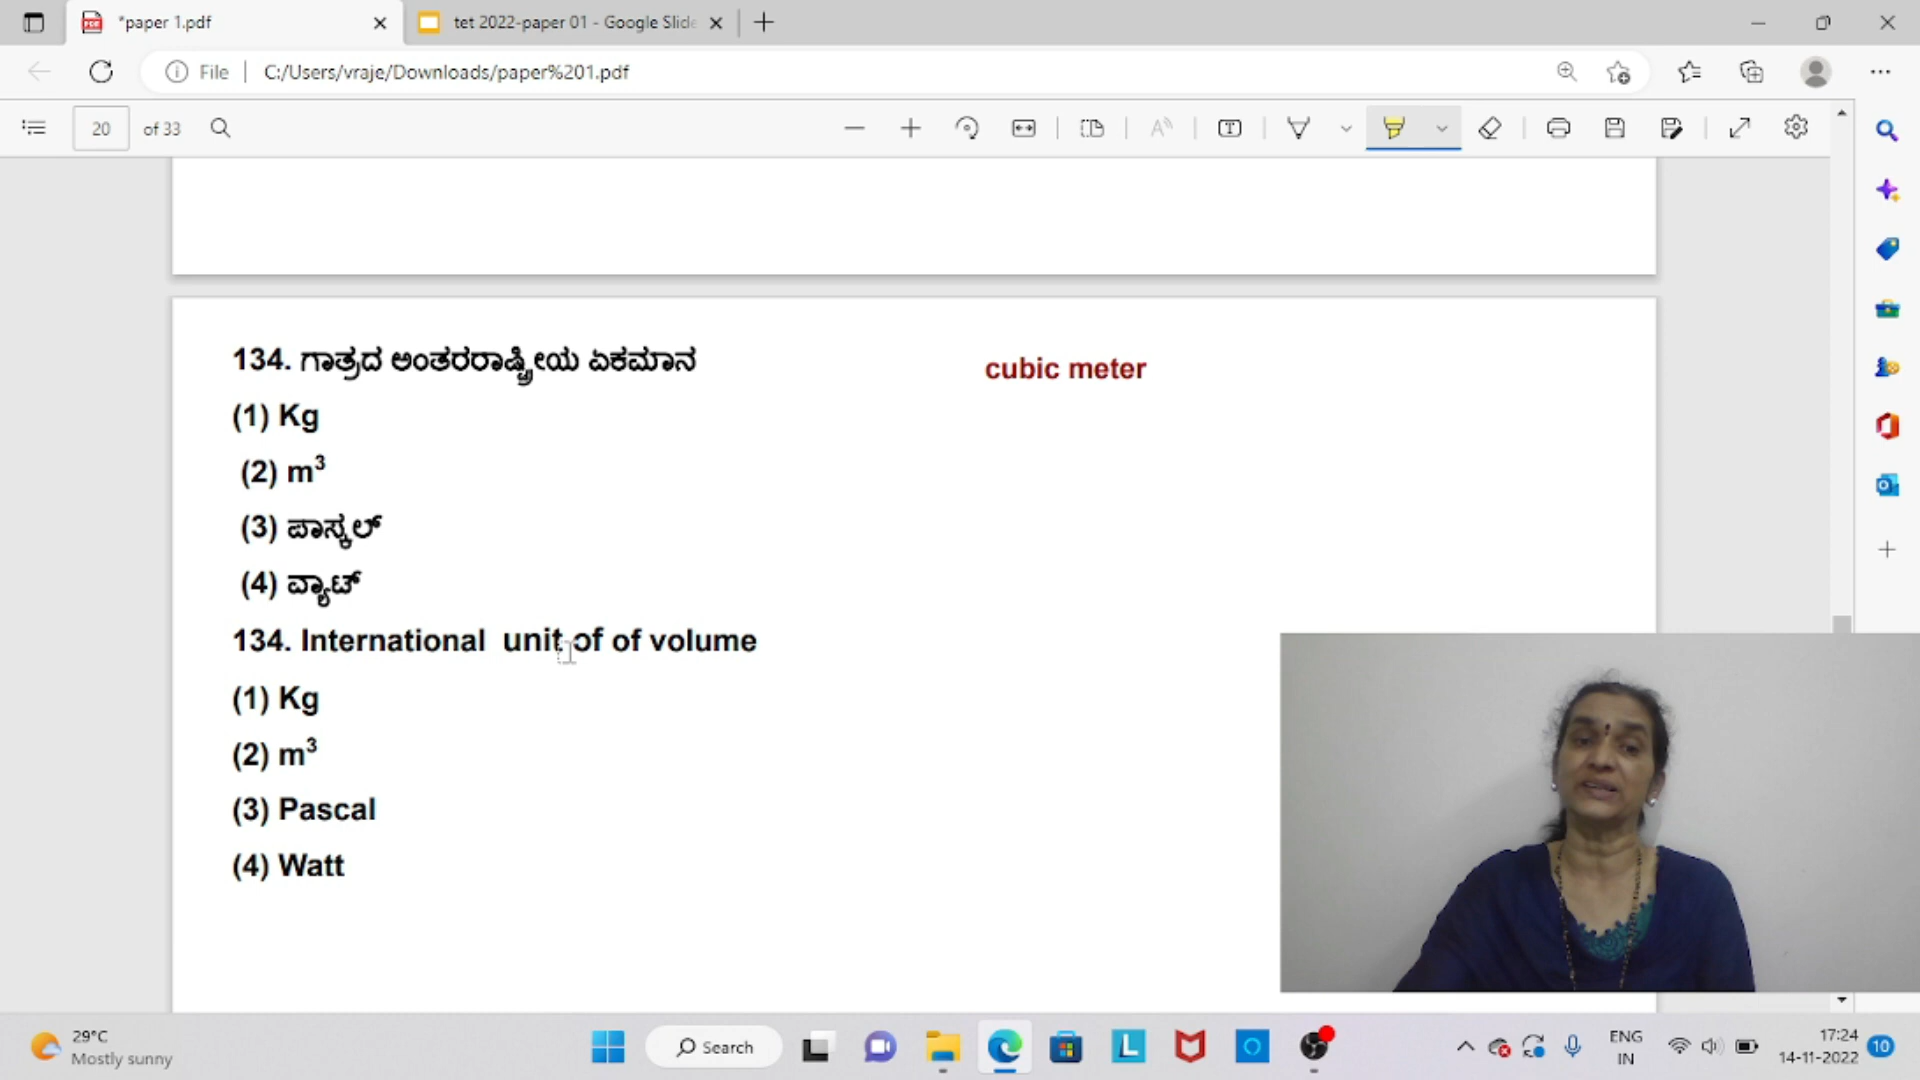 *paper 1.pdf
tet 2022-paper 01 - Google Slide
File
C:/Users/vraje/Downloads/paper%201.pdf
20 of 33
134. ಗಾತ್ರದ ಅಂತರರಾಷ್ಟ್ರೀಯ ಏಕಮಾನ
cubic meter
(1) Kg
(2) m³
(3) ಪಾಸ್ಕಲ್
(4) ವ್ಯಾಟ್
134. International unit of of volume
(1) Kg
(2) m³
(3) Pascal
(4) Watt
29°C
Mostly sunny
Search
ENG
IN
17:24
14-11-2022
10